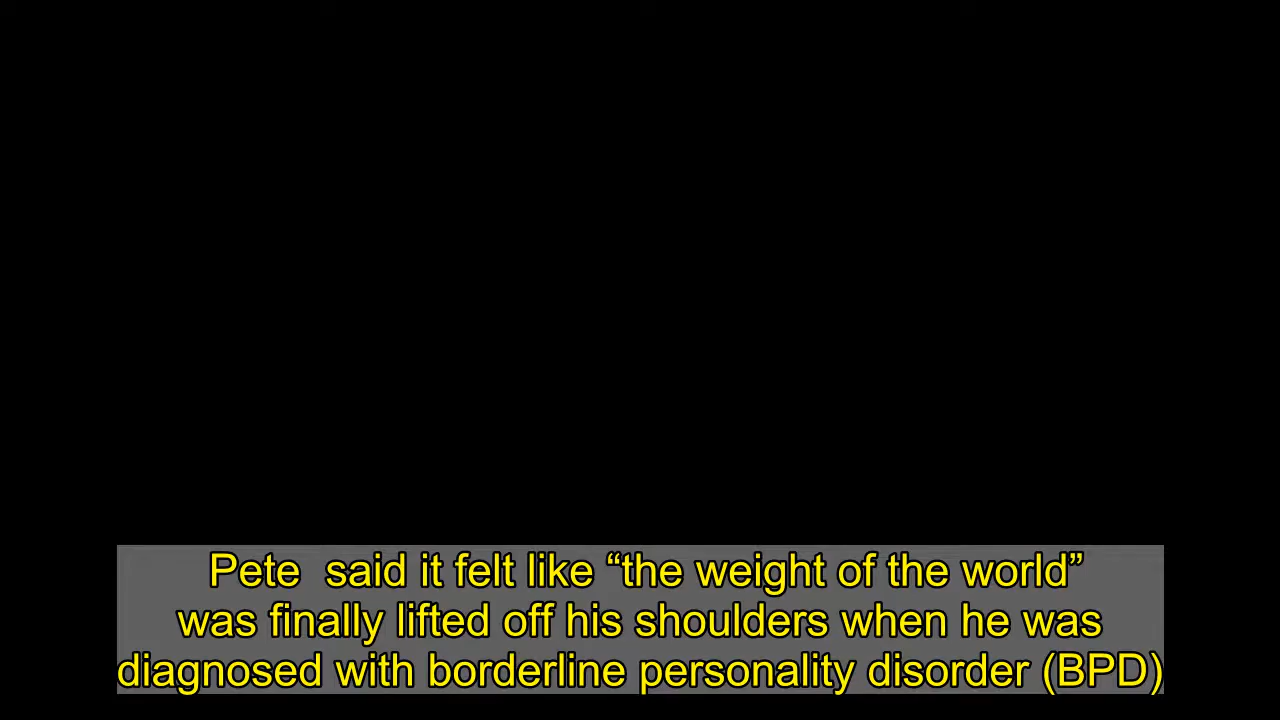 Pete  said it felt like “the weight of the world”
was finally lifted off his shoulders when he was
diagnosed with borderline personality disorder (BPD)